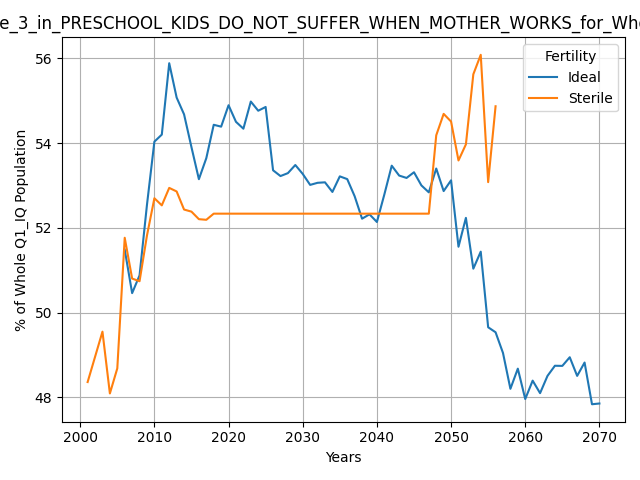 e_3_in_PRESCHOOL_KIDS_DO_NOT_SUFFER_WHEN_MOTHER_WORKS_for_Who
Fertility
Ideal
Sterile
% of Whole Q1_IQ Population
56
54
52
50
48
2000
2010
2020
2030
2040
2050
2060
2070
Years